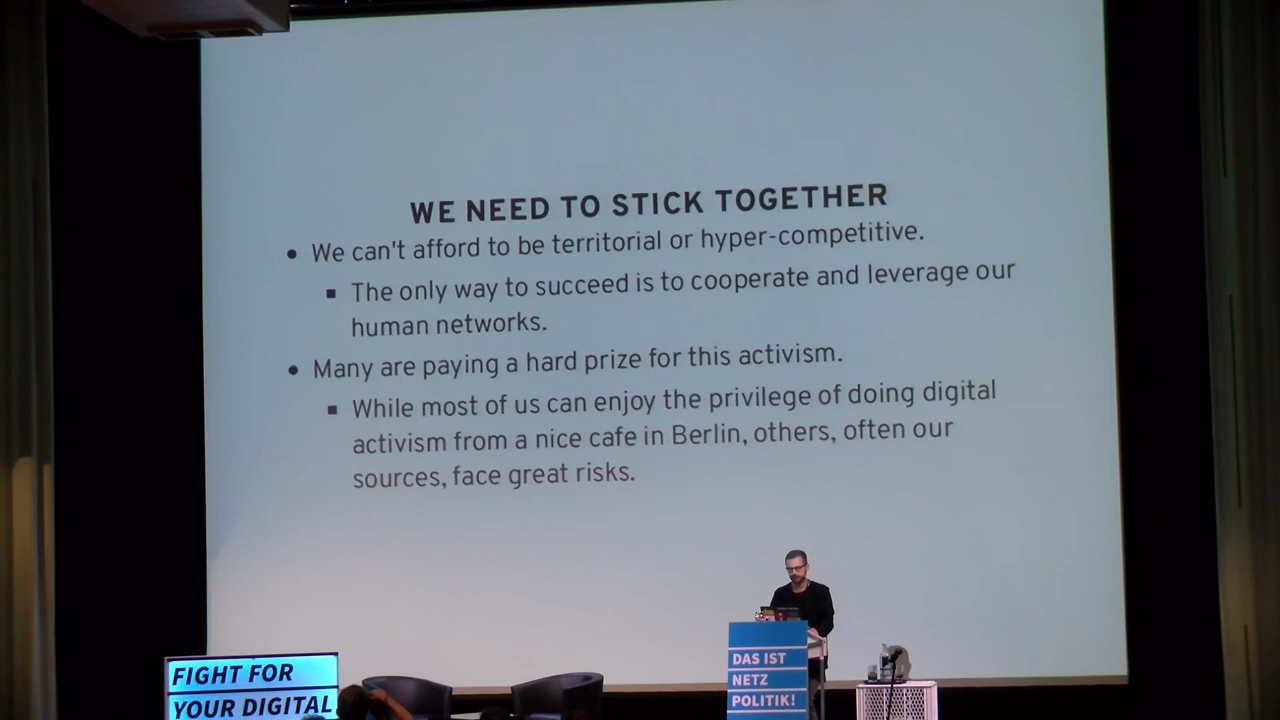 WE NEED TO STICK TOGETHER
• We can't afford to be territorial or hyper-competitive.
▪ The only way to succeed is to cooperate and leverage our
human networks.
• Many are paying a hard prize for this activism.
▪ While most of us can enjoy the privilege of doing digital
activism from a nice cafe in Berlin, others, often our
sources, face great risks.
FIGHT FOR
YOUR DIGITAL
DAS IST
NETZ
POLITIK!